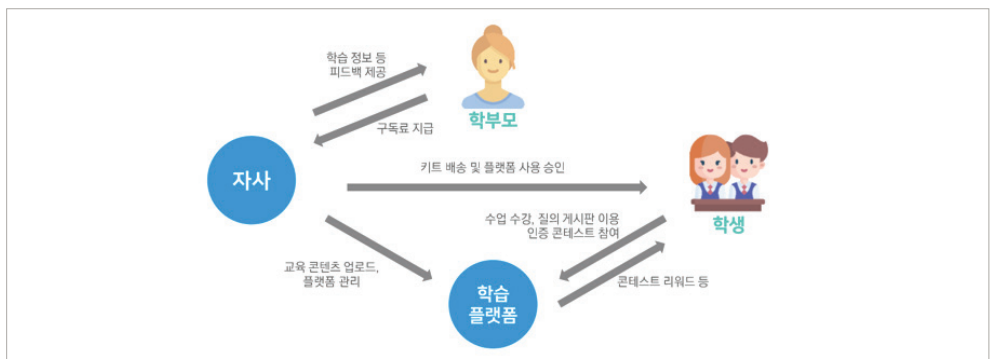 학습 정보 등
피드백 제공
학부모
구독료 지급
자사
키트 배송 및 플랫폼 사용 승인
학생
수업 수강, 질의 게시판 이용
인증 콘테스트 참여
교육 콘텐츠 업로드,
플랫폼 관리
학습
플랫폼
콘테스트 리워드 등